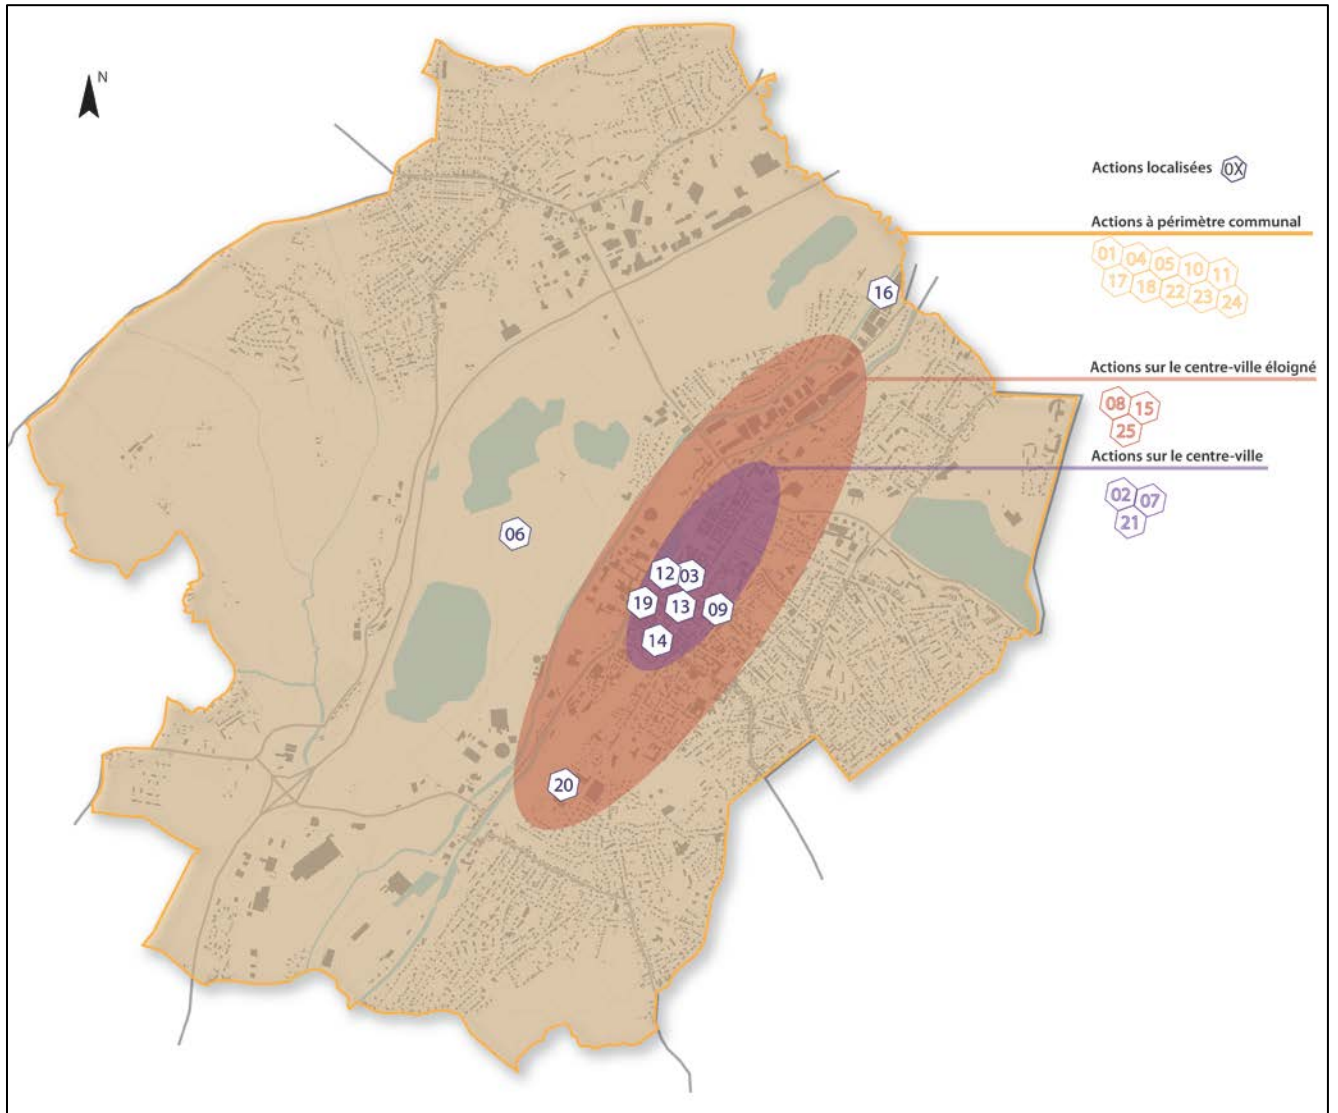 N
Actions localisées 0X
Actions à périmètre communal
01 04 05 10 11
17 18 22 23 24
16
Actions sur le centre-ville éloigné
08 15
25
Actions sur le centre-ville
02 07
21
06
12 03
19 13 09
14
20